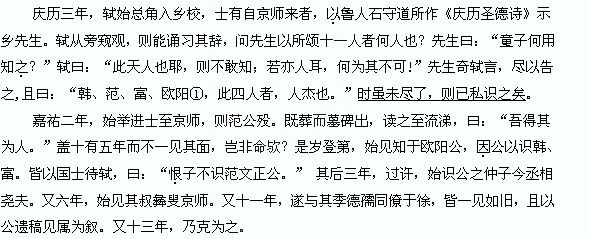 庆历三年，轼始总角入乡校，士有自京师来者，以鲁人石守道所作《庆历圣德诗》示
乡先生。轼从旁窥观，则能诵习其辞，问先生以所颂十一人者何人也？先生曰：“童子何用
知之？”轼曰：“此天人也耶，则不敢知；若亦人耳，何为其不可！”先生奇轼言，尽以告
之,且曰：“韩、范、富、欧阳①，此四人者，人杰也。”时虽未尽了，则已私识之矣。
嘉祐二年，始举进士至京师，则范公殁。既葬而墓碑出，读之至流涕，曰：“吾得其
为人。”盖十有五年而不一见其面，岂非命欤？是岁登第，始见知于欧阳公，因公以识韩、
富。皆以国士待轼，曰：“恨子不识范文正公。” 其后三年，过许，始识公之仲子今丞相
尧夫。又六年，始见其叔彝叟京师。又十一年，遂与其季德孺同僚于徐，皆一见如旧，且以
公遗稿见属为叙。又十三年，乃克为之。